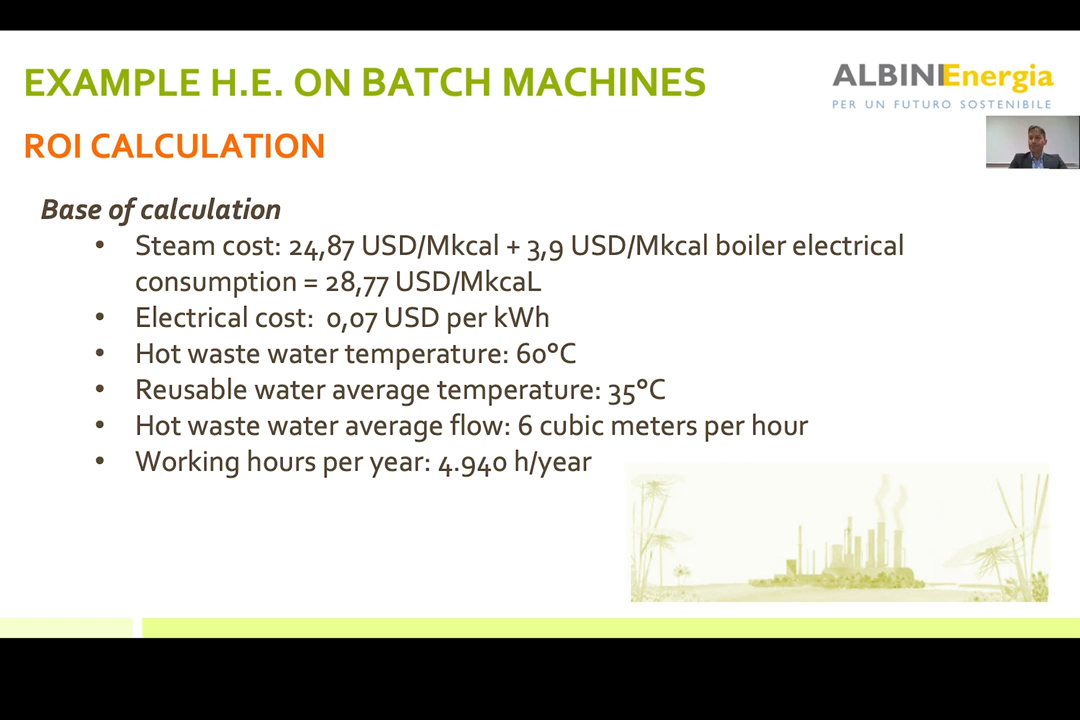 EXAMPLE H.E. ON BATCH MACHINES
ALBINIEnergia
PER UN FUTURO SOSTENIBILE
ROI CALCULATION
Base of calculation
• Steam cost: 24,87 USD/Mkcal + 3,9 USD/Mkcal boiler electrical
consumption = 28,77 USD/MkcaL
• Electrical cost: 0,07 USD per kWh
• Hot waste water temperature: 60°C
• Reusable water average temperature: 35°C
• Hot waste water average flow: 6 cubic meters per hour
• Working hours per year: 4.940 h/year